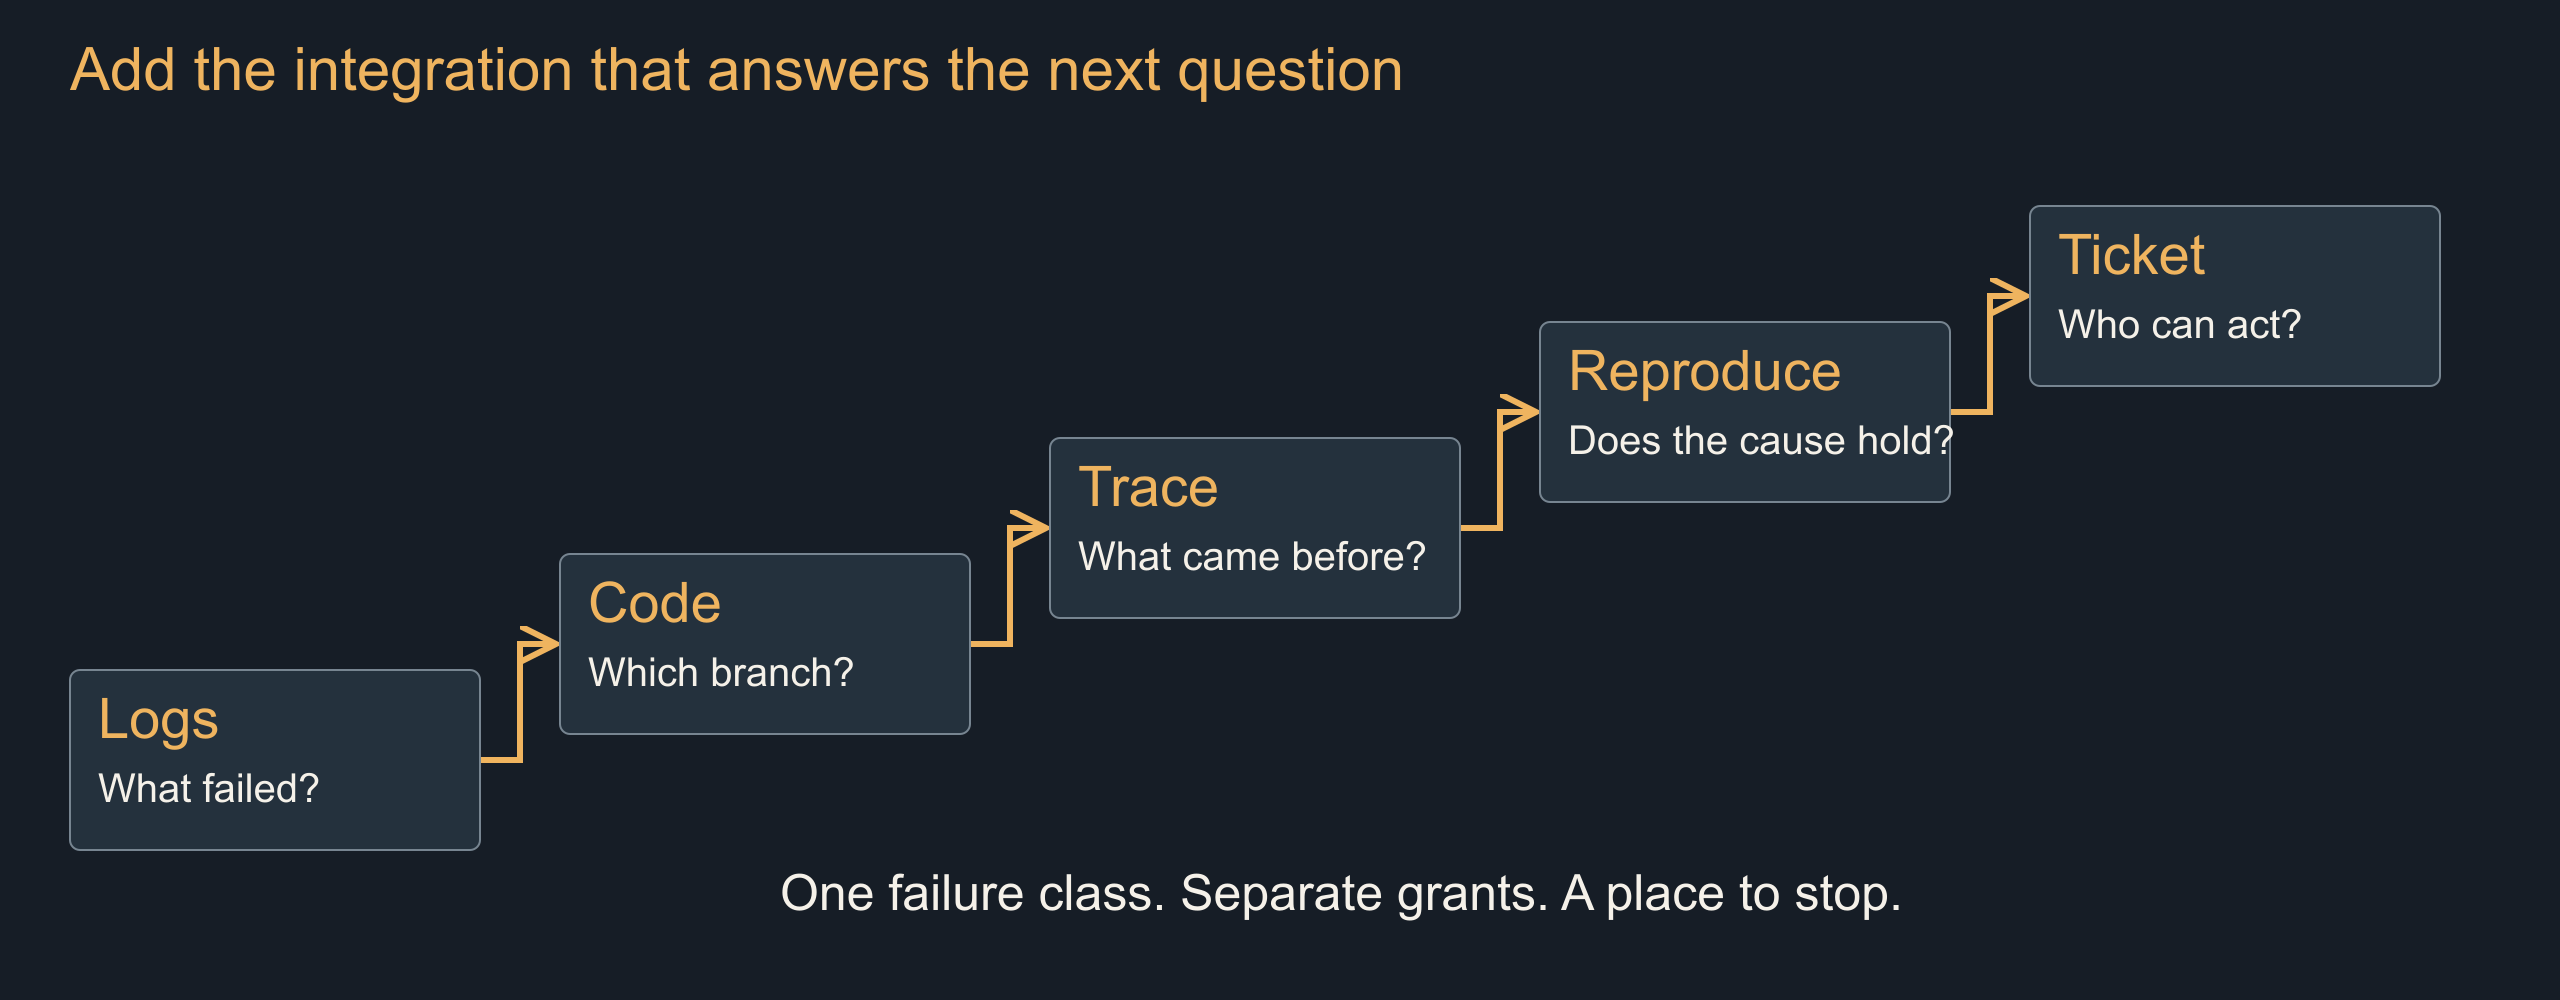 Add the integration that answers the next question
Logs
What failed?
Code
Which branch?
Trace
What came before?
Reproduce
Does the cause hold?
Ticket
Who can act?
One failure class. Separate grants. A place to stop.